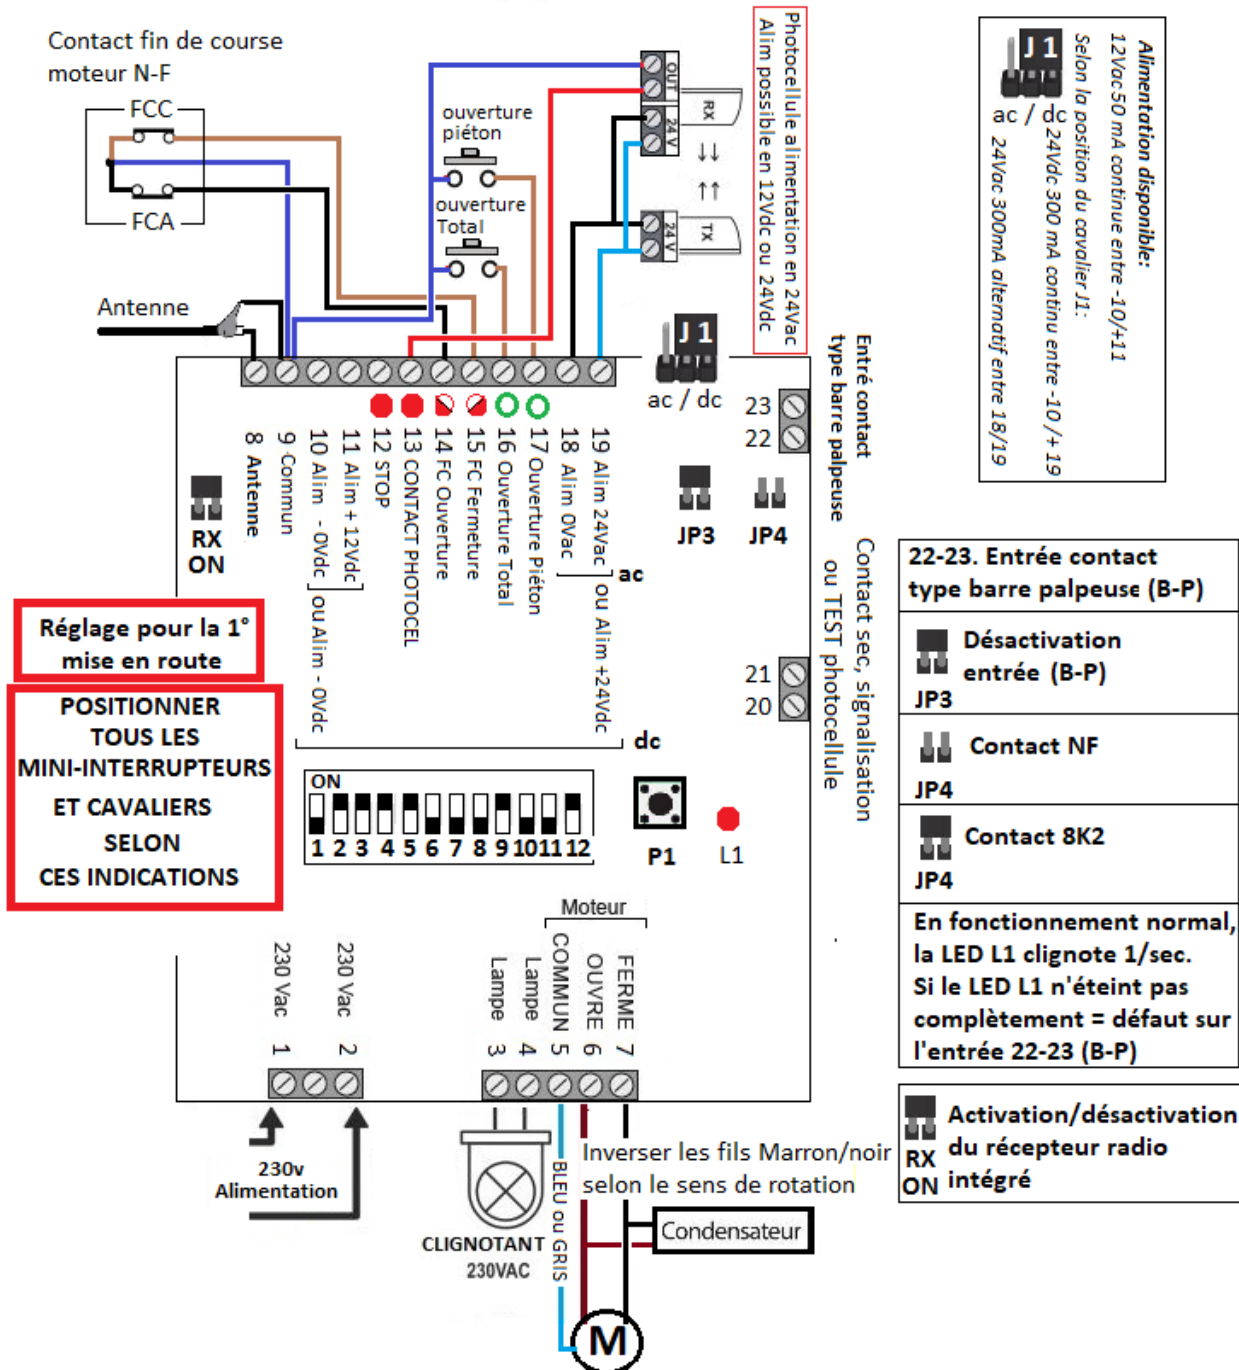 Contact fin de course
moteur N-F
FCC
FCA
Antenne
ouverture
piéton
ouverture
Total
OUT
24 V
RX
↓↓
↑↑
24 V
TX
Photocellule alimentation en 24Vac
Alim possible en 12Vdc ou 24Vdc
Alimentation disponible:
12Vac 50 mA continue entre -10/+11
Selon la position du cavalier J1:
J 1
ac / dc
24Vdc 300 mA continu entre -10 /+ 19
24Vac 300mA alternatif entre 18/19
J 1
ac / dc
Entré contact
type barre palpeuse
23
22
RX
ON
8 Antenne
9 Commun
10 Alim - 0Vdc
11 Alim + 12Vdc
12 STOP
13 CONTACT PHOTOCEL
14 FC Ouverture
15 FC Fermeture
16 Ouverture Total
17 Ouverture Piéton
18 Alim 0Vac
19 Alim 24Vac
ac
ou Alim - 0Vdc
ou Alim +24Vdc
dc
JP3
JP4
Contact sec, signalisation
ou TEST photocellule
21
20
Réglage pour la 1°
mise en route
POSITIONNER
TOUS LES
MINI-INTERRUPTEURS
ET CAVALIERS
SELON
CES INDICATIONS
ON
1 2 3 4 5 6 7 8 9 10 11 12
P1
L1
22-23. Entrée contact
type barre palpeuse (B-P)
Désactivation
entrée (B-P)
JP3
Contact NF
JP4
Contact 8K2
JP4
En fonctionnement normal,
la LED L1 clignote 1/sec.
Si le LED L1 n'éteint pas
complètement = défaut sur
l'entrée 22-23 (B-P)
Activation/désactivation
du récepteur radio
intégré
RX
ON
230 Vac 1
230 Vac 2
Moteur
Lampe 3
Lampe 4
COMMUN 5
OUVRE 6
FERME 7
230v
Alimentation
CLIGNOTANT
230VAC
BLEU ou GRIS
Inverser les fils Marron/noir
selon le sens de rotation
Condensateur
M